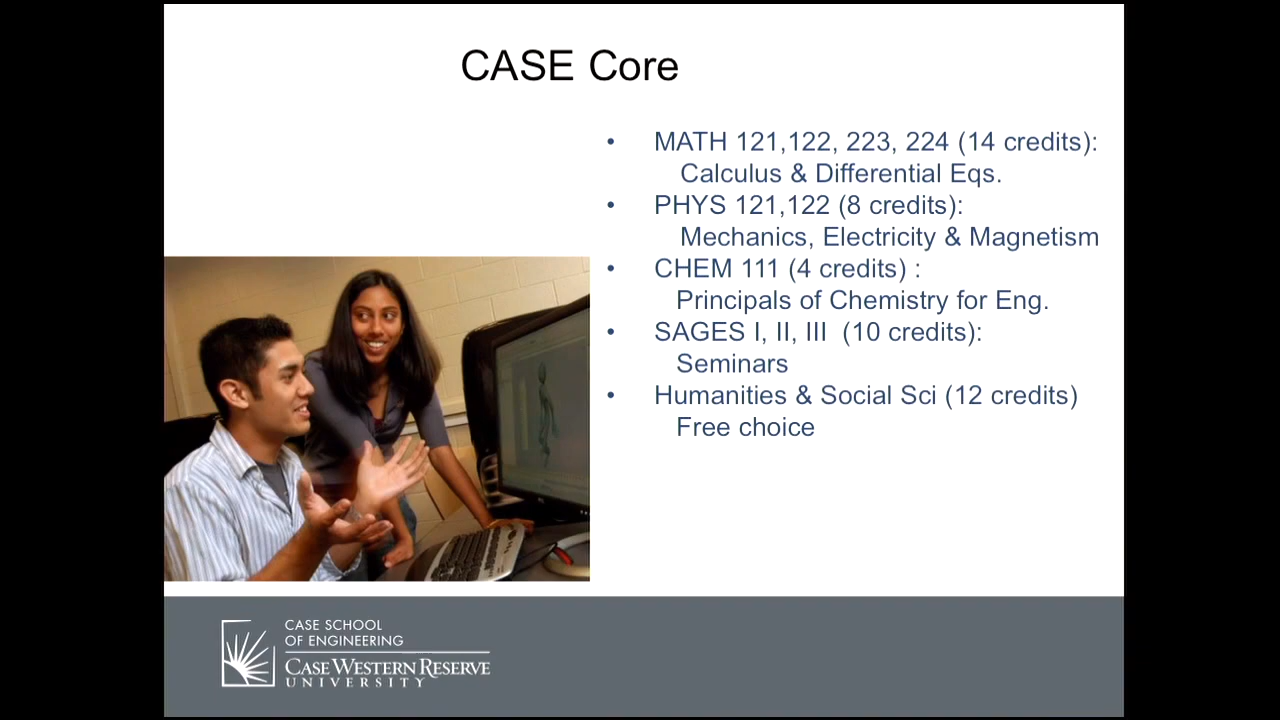 CASE Core
• MATH 121,122, 223, 224 (14 credits):
Calculus & Differential Eqs.
• PHYS 121,122 (8 credits):
Mechanics, Electricity & Magnetism
• CHEM 111 (4 credits) :
Principals of Chemistry for Eng.
• SAGES I, II, III (10 credits):
Seminars
• Humanities & Social Sci (12 credits)
Free choice
CASE SCHOOL
OF ENGINEERING
CASE WESTERN RESERVE
UNIVERSITY